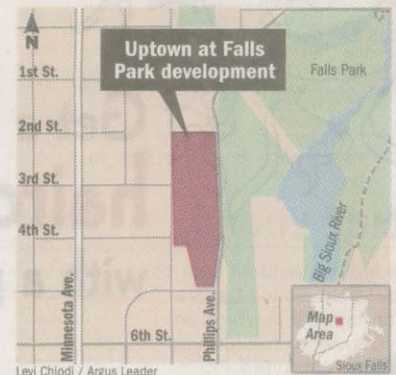 N
Uptown at Falls
Park development
1st St.
Falls Park
2nd St.
3rd St.
4th St.
Minnesota Ave.
Phillips Ave.
Big Sioux River
6th St.
Map
Area
Sioux Falls
Levi Chiodi / Argus Leader